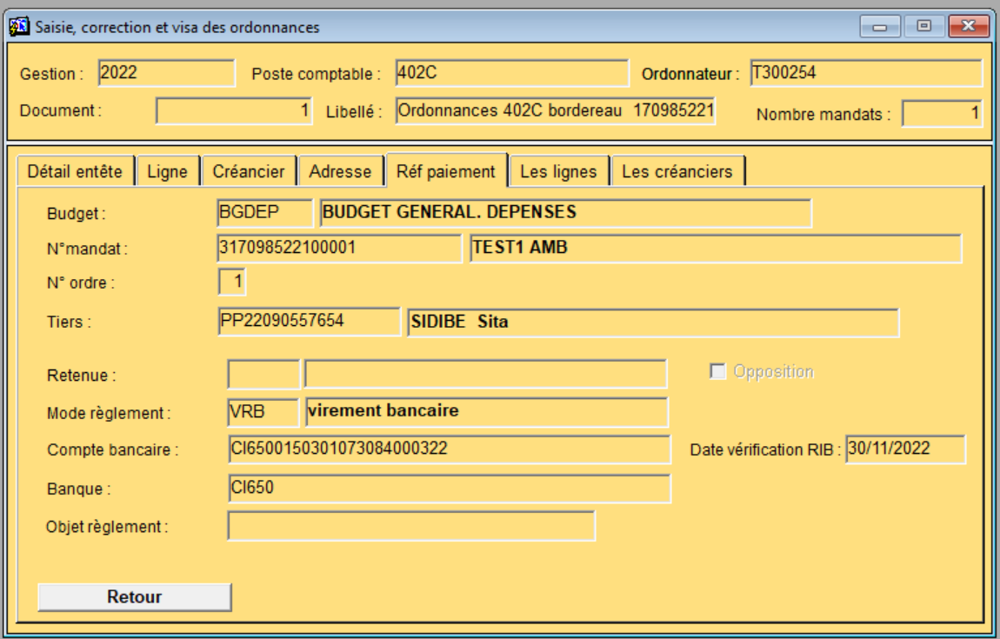 Saisie, correction et visa des ordonnances
Gestion : 2022 Poste comptable : 402C Ordonnateur : T300254
Document : 1 Libellé : Ordonnances 402C bordereau 170985221 Nombre mandats : 1
Détail entête Ligne Créancier Adresse Réf paiement Les lignes Les créanciers
Budget : BGDEP BUDGET GENERAL. DEPENSES
N°mandat : 317098522100001 TEST1 AMB
N° ordre : 1
Tiers : PP22090557654 SIDIBE Sita
Retenue : Opposition
Mode règlement : VRB virement bancaire
Compte bancaire : CI6500150301073084000322 Date vérification RIB : 30/11/2022
Banque : CI650
Objet règlement :
Retour